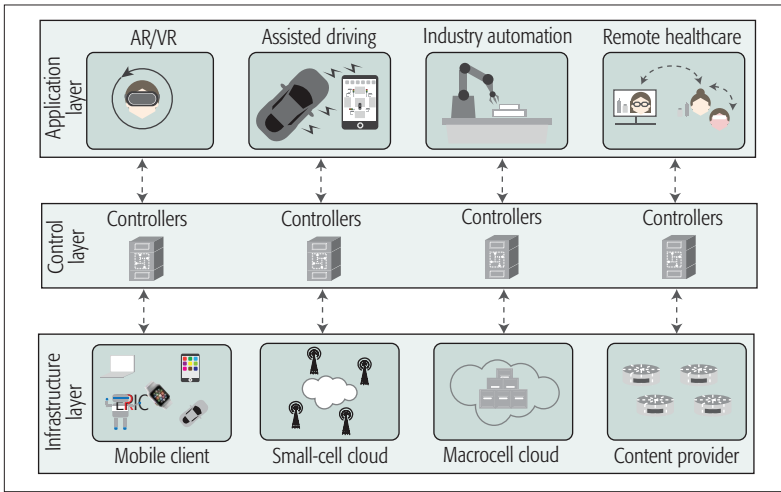 Application layer
AR/VR
Assisted driving
Industry automation
Remote healthcare
Control layer
Controllers
Controllers
Controllers
Controllers
Infrastructure layer
ERIC
Mobile client
Small-cell cloud
Macrocell cloud
Content provider